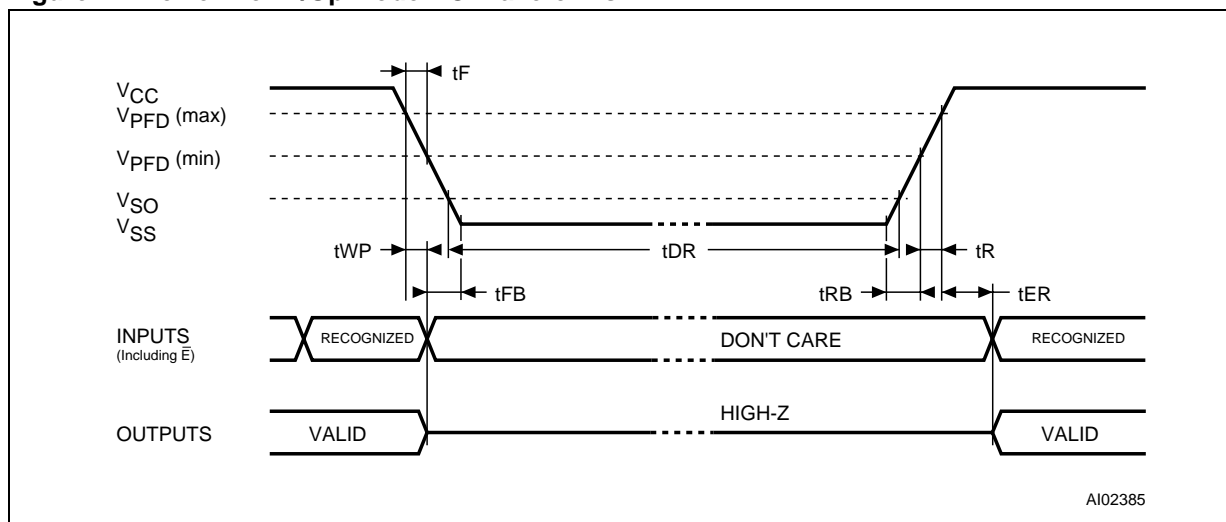 tF
VCC
VPFD (max)
VPFD (min)
VSO
VSS
tWP
tDR
tR
tFB
tRB
tER
INPUTS
(Including E̅)
RECOGNIZED
DON'T CARE
RECOGNIZED
HIGH-Z
OUTPUTS
VALID
VALID
AI02385